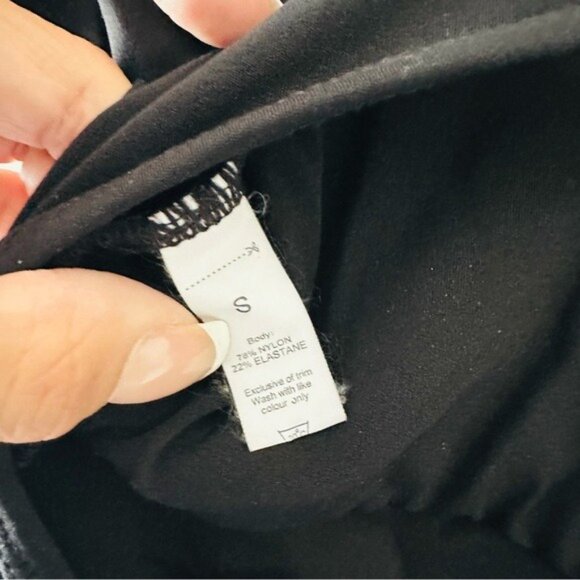 S
Body:
78% NYLON
22% ELASTANE
Exclusive of trim
Wash with like
colour only